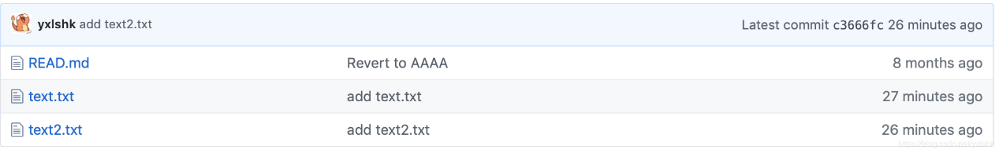 yxlshk add text2.txt Latest commit c3666fc 26 minutes ago
READ.md Revert to AAAA 8 months ago
text.txt add text.txt 27 minutes ago
text2.txt add text2.txt 26 minutes ago